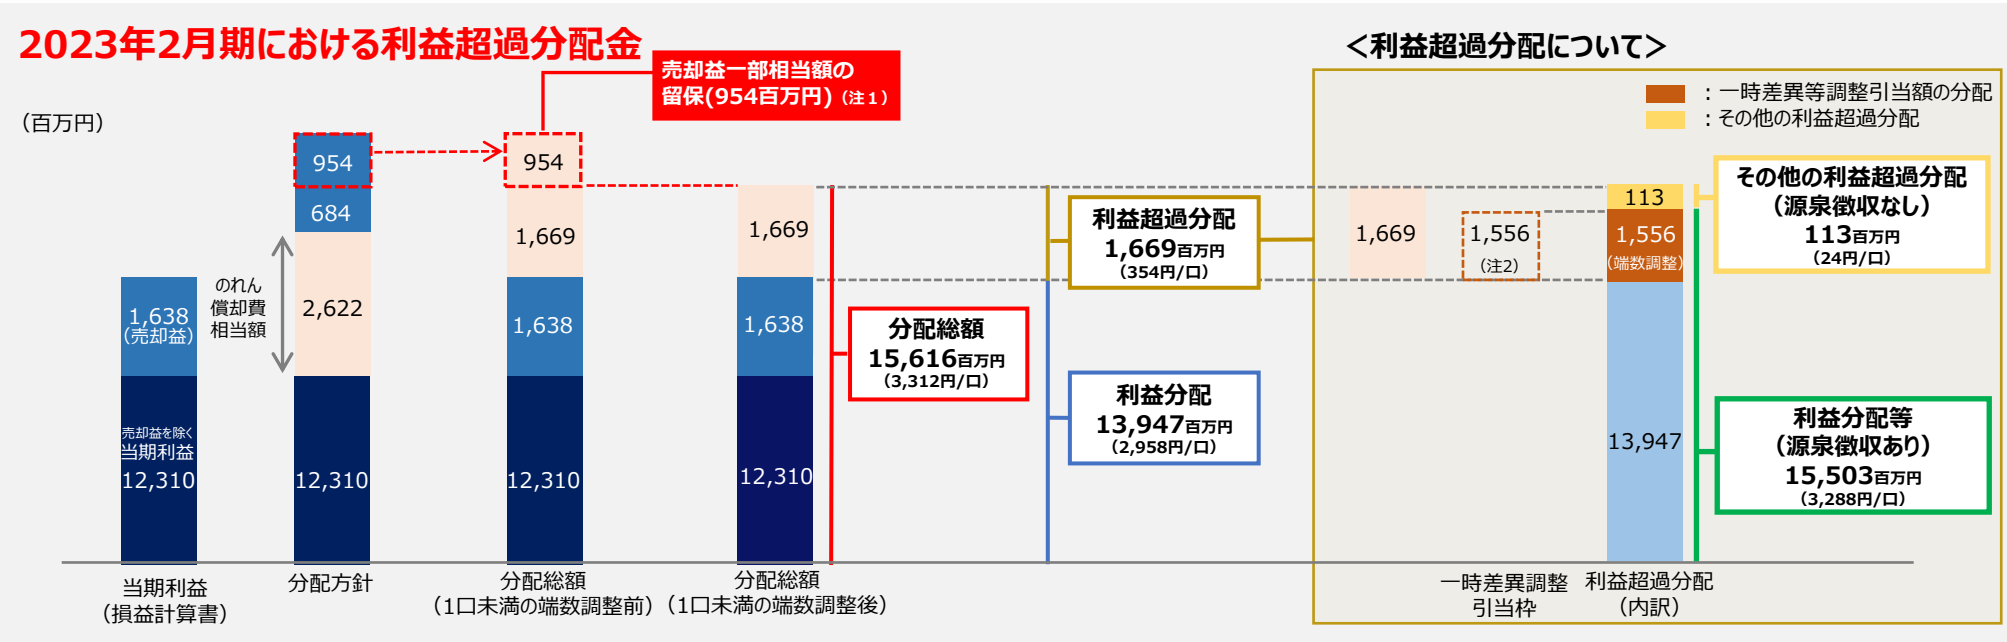 2023年2月期における利益超過分配金
売却益一部相当額の
留保(954百万円)（注１）
（百万円）
1,638
（売却益）
売却益を除く
当期利益
12,310
当期利益
（損益計算書）
のれん
償却費
相当額
954
684
2,622
12,310
分配方針
954
1,669
1,638
12,310
分配総額
（1口未満の端数調整前）
1,669
1,638
12,310
分配総額
（1口未満の端数調整後）
分配総額
15,616百万円
（3,312円/口）
利益超過分配
1,669百万円
（354円/口）
利益分配
13,947百万円
（2,958円/口）
＜利益超過分配について＞
：一時差異等調整引当額の分配
：その他の利益超過分配
1,669
1,556
（注2）
一時差異調整
引当枠
113
1,556
（端数調整）
13,947
利益超過分配
（内訳）
その他の利益超過分配
（源泉徴収なし）
113百万円
（24円/口）
利益分配等
（源泉徴収あり）
15,503百万円
（3,288円/口）